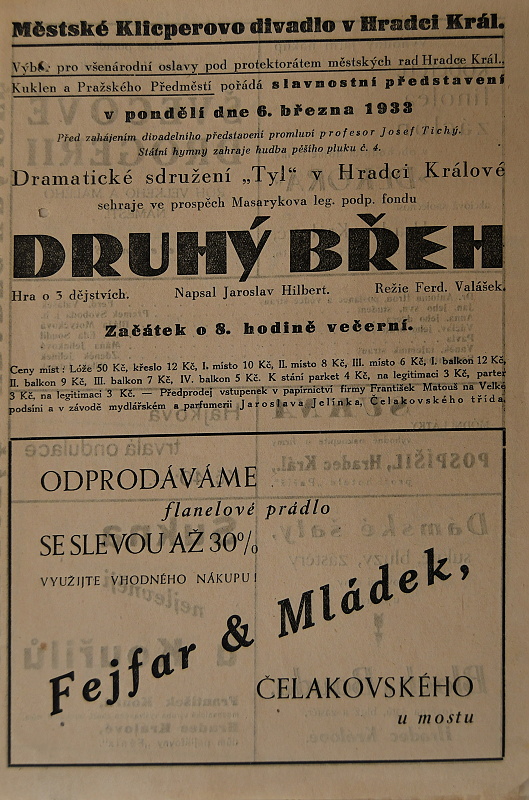 Městské Klicperovo divadlo v Hradci Král.
Výb. pro všenárodní oslavy pod protektorátem městských rad Hradce Král.,
Kuklen a Pražského Předměstí pořádá slavnostní představení
v pondělí dne 6. března 1933
Před zahájením divadelního představení promluví profesor Josef Tichý.
Státní hymny zahraje hudba pěšího pluku č. 4.
Dramatické sdružení „Tyl“ v Hradci Králové
sehraje ve prospěch Masarykova leg. podp. fondu
DRUHÝ BŘEH
Hra o 3 dějstvích. Napsal Jaroslav Hilbert. Režie Ferd. Valášek.
Začátek o 8. hodině večerní.
Ceny míst: Lóže 50 Kč, křeslo 12 Kč, I. místo 10 Kč, II. místo 8 Kč, III. místo 6 Kč, I. balkon 12 Kč,
II. balkon 9 Kč, III. balkon 7 Kč, IV. balkon 5 Kč. K stání parket 4 Kč, na legitimaci 3 Kč, parter
3 Kč, na legitimaci 3 Kč. — Předprodej vstupenek v papírnictví firmy František Matouš na Velké
podsíni a v závodě mydlářském a parfumerii Jaroslava Jelínka, Čelakovského třída.
ODPRODÁVÁME
flanelové prádlo
SE SLEVOU AŽ 30%
VYUŽIJTE VHODNÉHO NÁKUPU!
Fejfar & Mládek,
ČELAKOVSKÉHO
u mostu